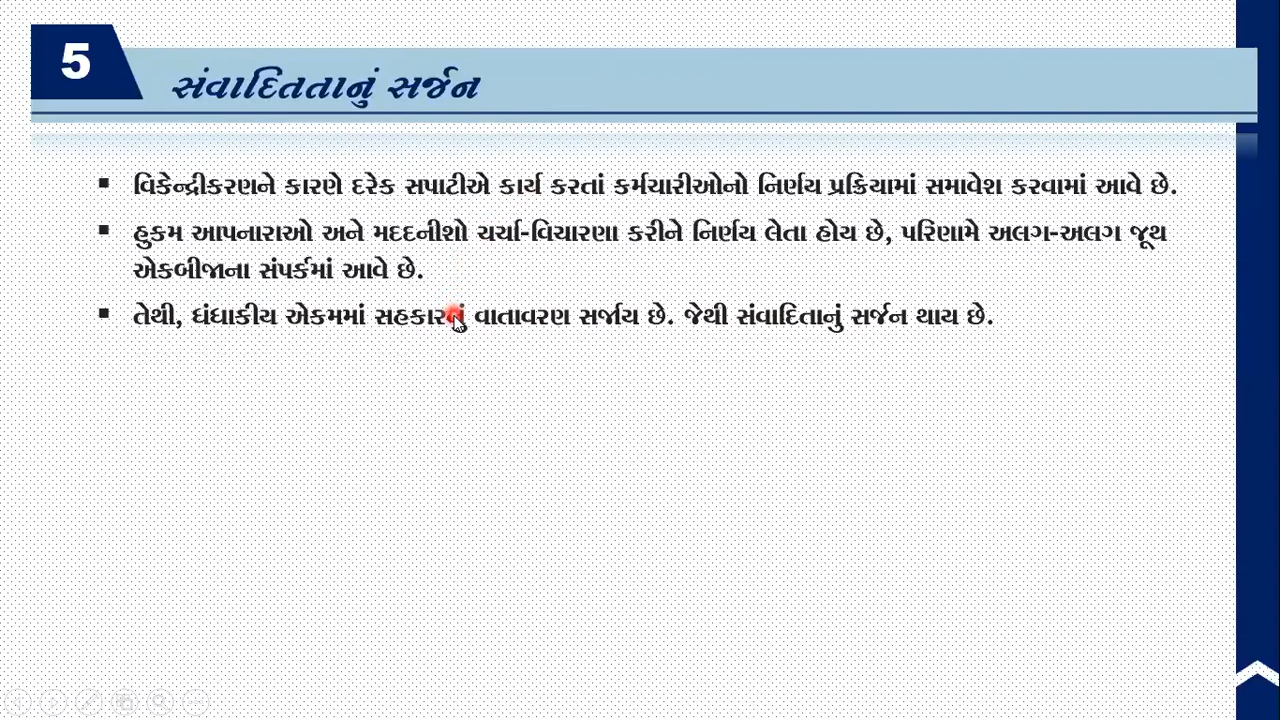 5
સંવાદિતતાનું સર્જન
▪ વિકેન્દ્રીકરણને કારણે દરેક સપાટીએ કાર્ય કરતાં કર્મચારીઓનો નિર્ણય પ્રક્રિયામાં સમાવેશ કરવામાં આવે છે.
▪ હુકમ આપનારાઓ અને મદદનીશો ચર્ચા-વિચારણા કરીને નિર્ણય લેતા હોય છે, પરિણામે અલગ-અલગ જૂથ
એકબીજાના સંપર્કમાં આવે છે.
▪ તેથી, ધંધાકીય એકમમાં સહકારનું વાતાવરણ સર્જાય છે. જેથી સંવાદિતાનું સર્જન થાય છે.